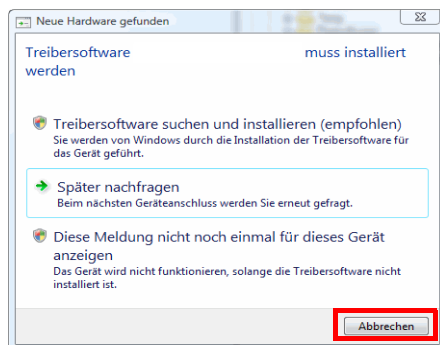 Neue Hardware gefunden
Treibersoftware muss installiert
werden
Treibersoftware suchen und installieren (empfohlen)
Sie werden von Windows durch die Installation der Treibersoftware für
das Gerät geführt.
Später nachfragen
Beim nächsten Geräteanschluss werden Sie erneut gefragt.
Diese Meldung nicht noch einmal für dieses Gerät
anzeigen
Das Gerät wird nicht funktionieren, solange die Treibersoftware nicht
installiert ist.
Abbrechen